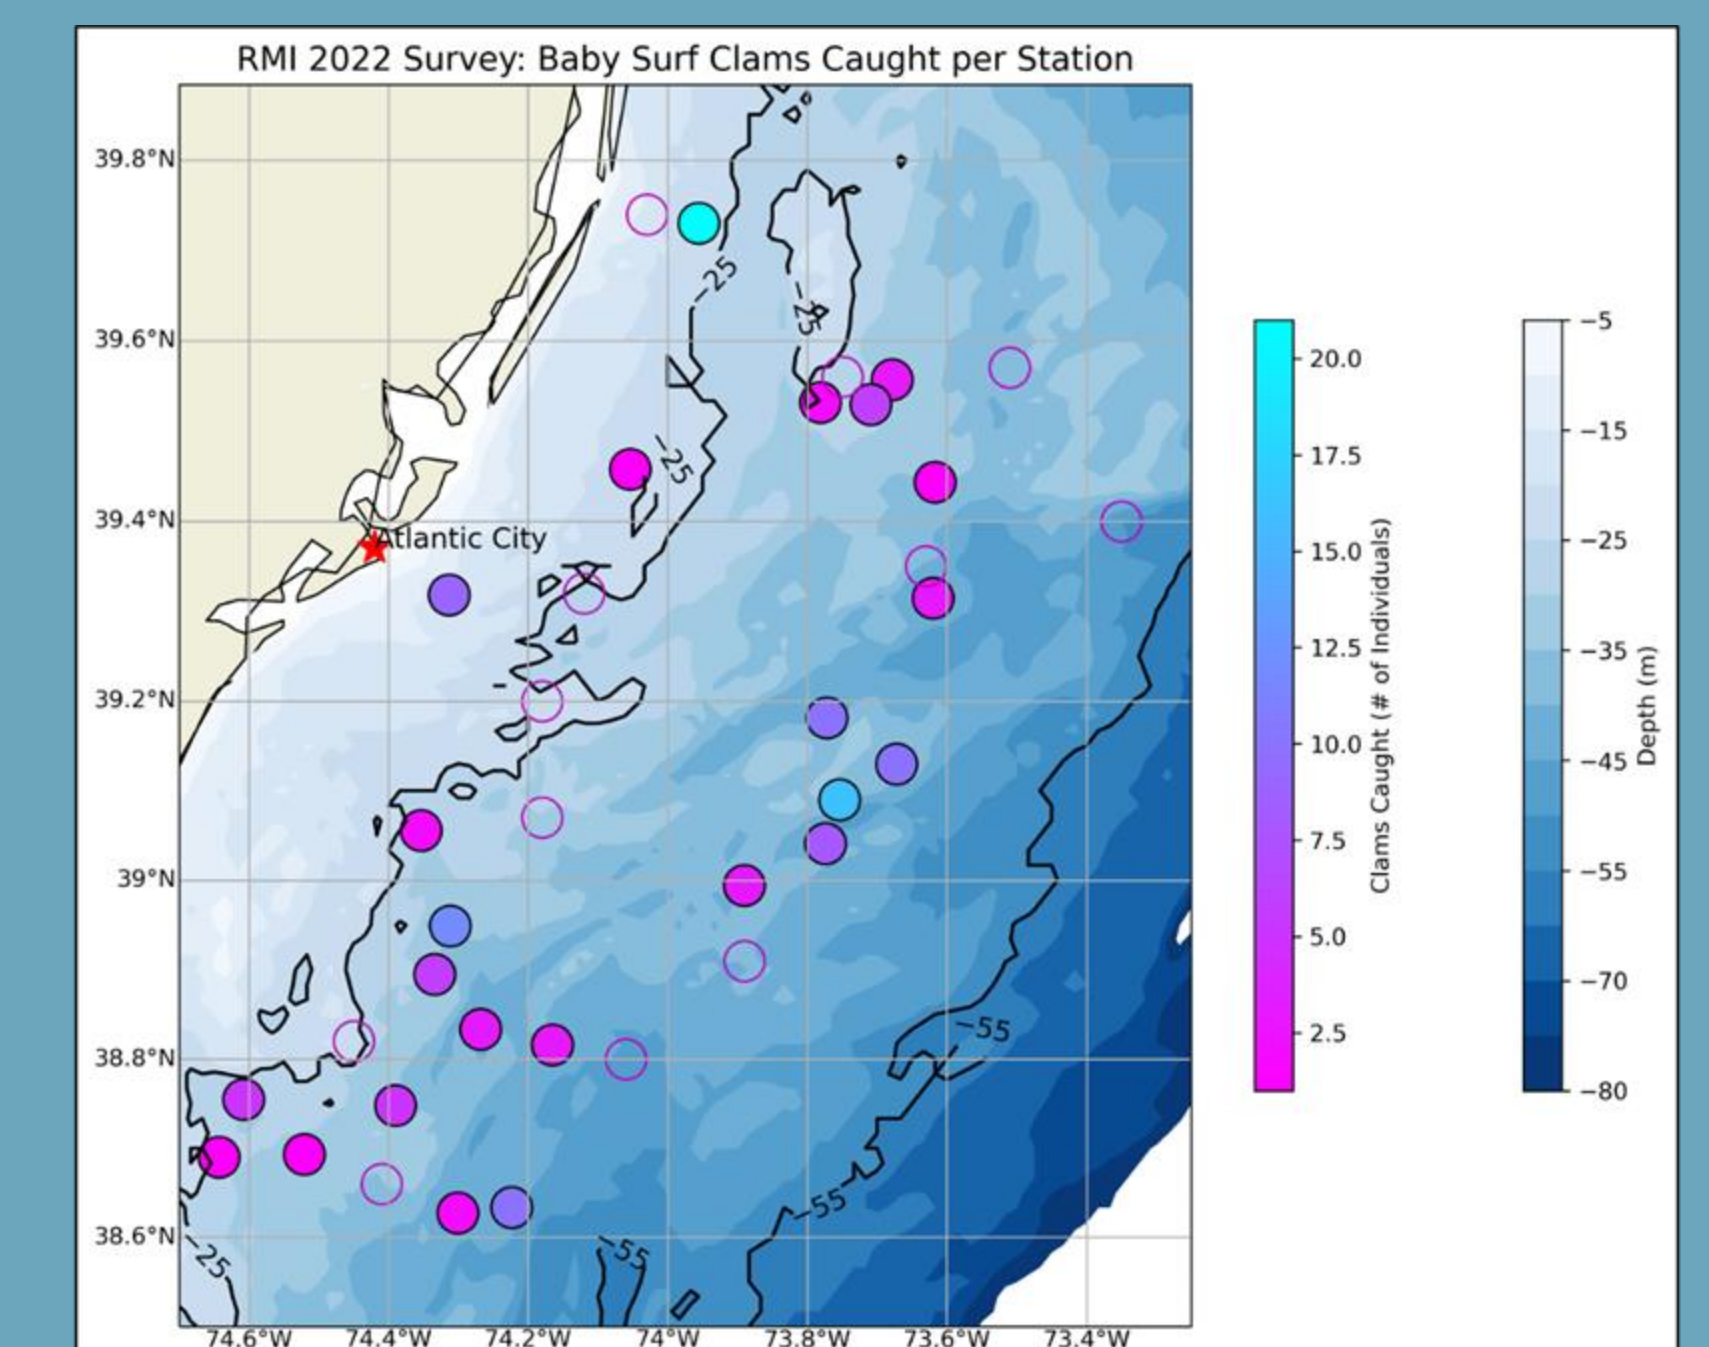 RMI 2022 Survey: Baby Surf Clams Caught per Station
39.8°N
39.6°N
39.4°N
39.2°N
39°N
38.8°N
38.6°N
74.6°W 74.4°W 74.2°W 74°W 73.8°W 73.6°W 73.4°W
−25
−25
−25
Atlantic City
−55
−55
−55
−25
20.0
17.5
15.0
12.5
10.0
7.5
5.0
2.5
Clams Caught (# of Individuals)
−5
−15
−25
−35
−45
−55
−70
−80
Depth (m)